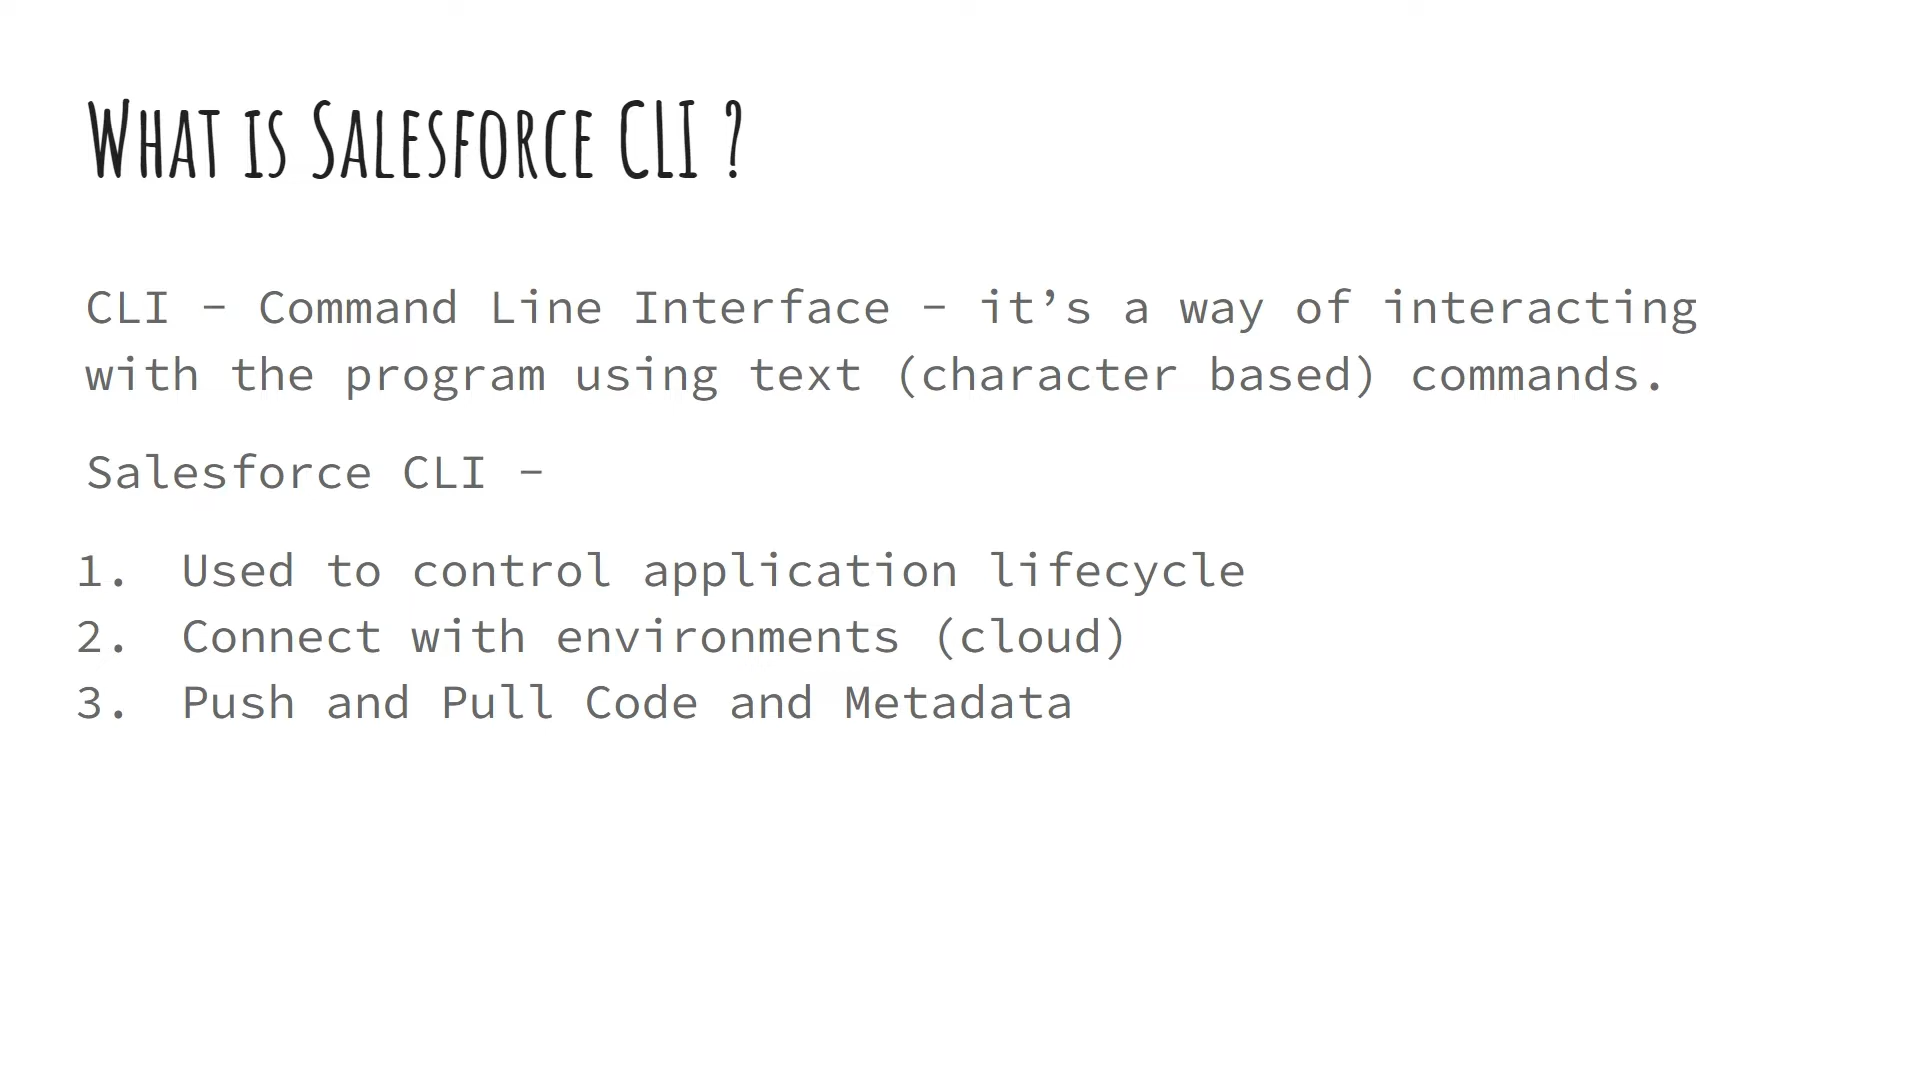 What is Salesforce CLI ?
CLI – Command Line Interface – it’s a way of interacting
with the program using text (character based) commands.
Salesforce CLI –
1. Used to control application lifecycle
2. Connect with environments (cloud)
3. Push and Pull Code and Metadata